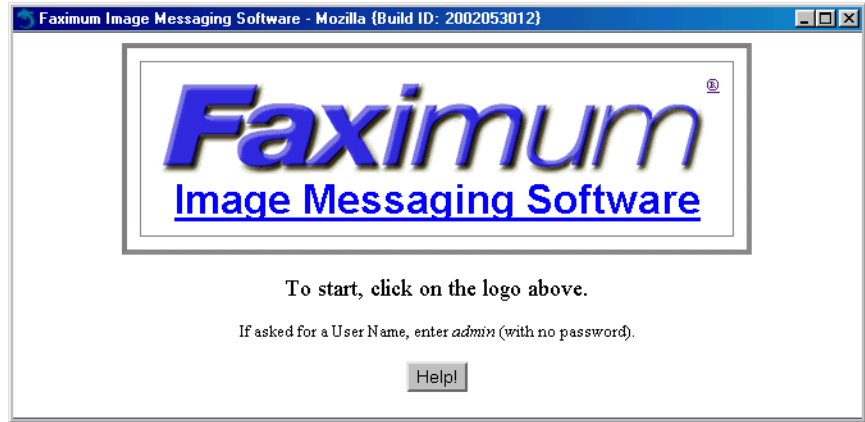 Faximum Image Messaging Software - Mozilla {Build ID: 2002053012}
Faximum ®
Image Messaging Software
To start, click on the logo above.
If asked for a User Name, enter admin (with no password).
Help!